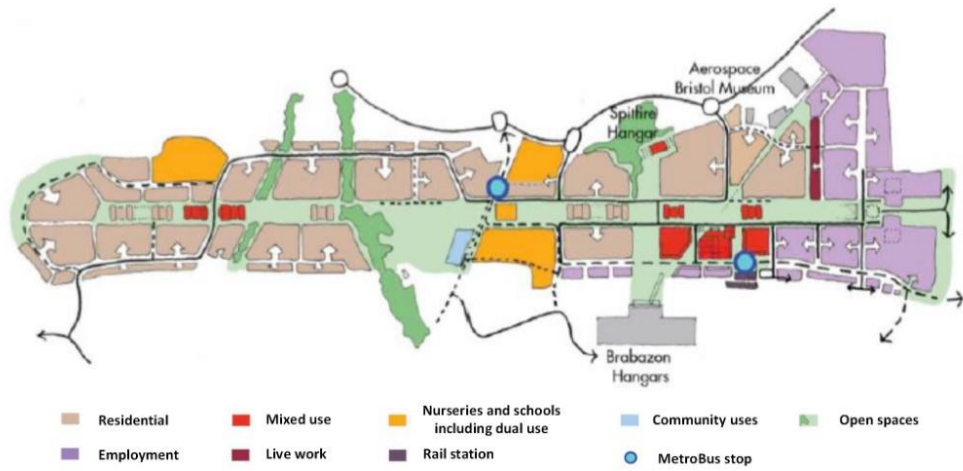 Aerospace
Bristol Museum
Spitfire
Hangar
Brabazon
Hangars
Residential
Mixed use
Nurseries and schools
including dual use
Community uses
Open spaces
Employment
Live work
Rail station
MetroBus stop